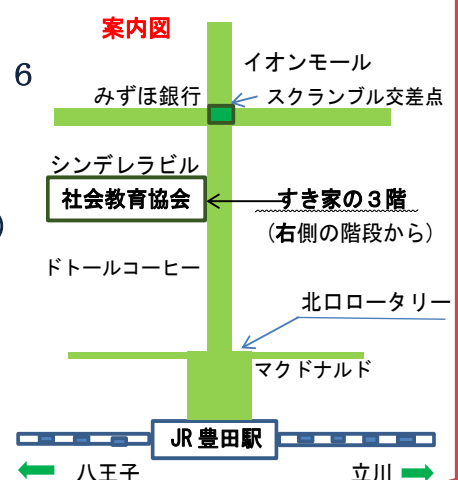 案内図
6
イオンモール
みずほ銀行
スクランブル交差点
シンデレラビル
社会教育協会
すき家の3階
)
(右側の階段から)
ドトールコーヒー
北口ロータリー
マクドナルド
JR 豊田駅
八王子
立川